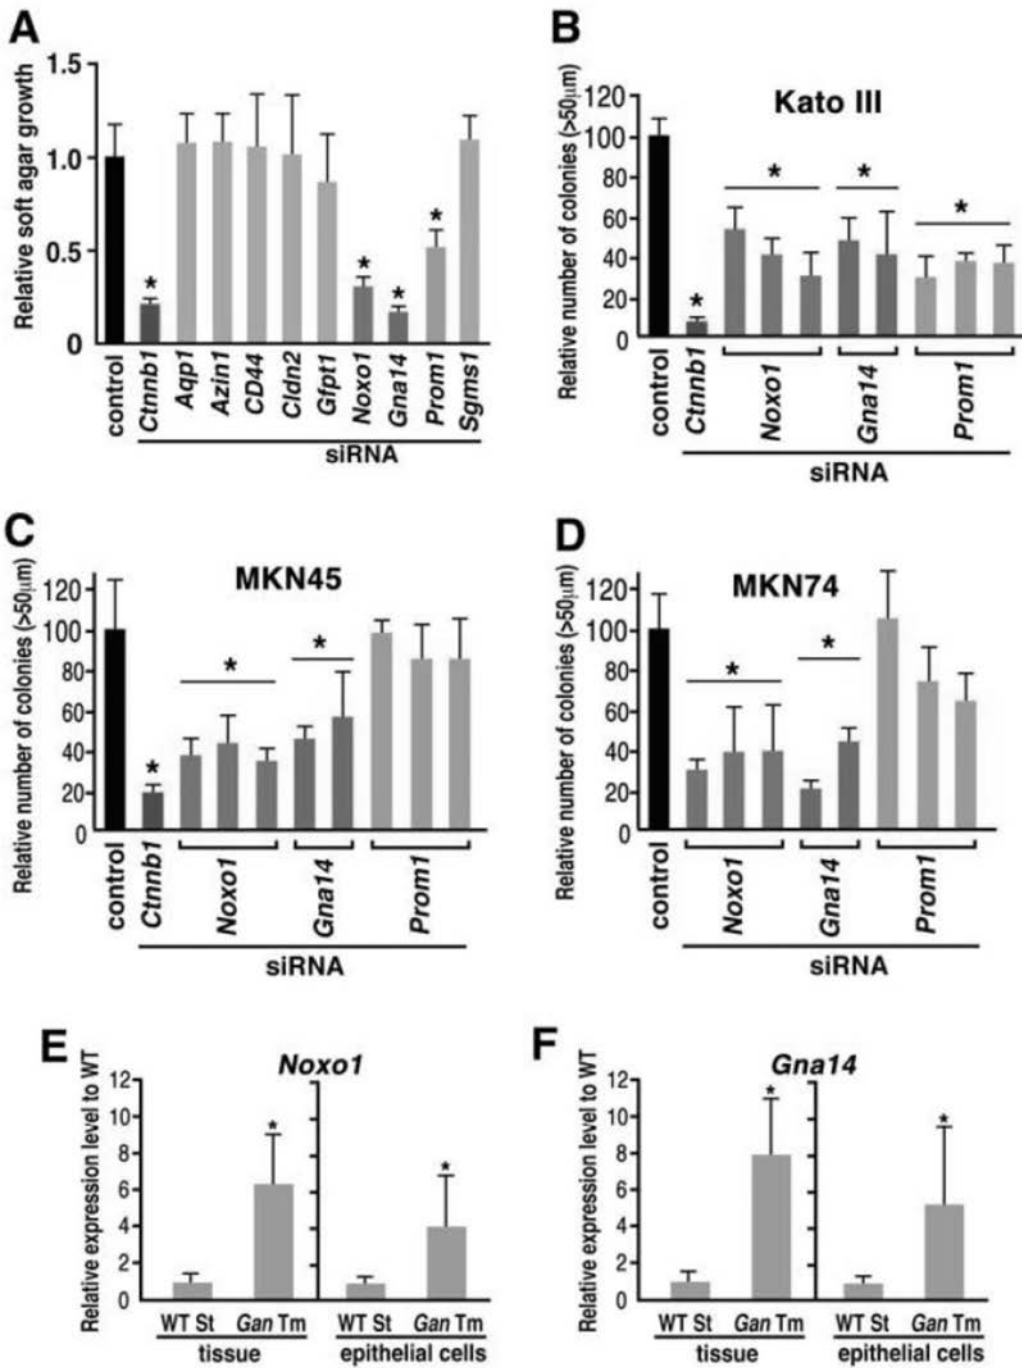 A
Relative soft agar growth
1.5
1.0
0.5
0
*
*
*
*
control
Ctnnb1
Aqp1
Azin1
CD44
Cldn2
Gfpt1
Noxo1
Gna14
Prom1
Sgms1
siRNA
B
Kato III
Relative number of colonies (>50μm)
120
100
80
60
40
20
0
*
*
*
*
control
Ctnnb1
Noxo1
Gna14
Prom1
siRNA
C
MKN45
Relative number of colonies (>50μm)
120
100
80
60
40
20
0
*
*
*
control
Ctnnb1
Noxo1
Gna14
Prom1
siRNA
D
MKN74
Relative number of colonies (>50μm)
120
100
80
60
40
20
0
*
*
control
Noxo1
Gna14
Prom1
siRNA
E
Noxo1
Relative expression level to WT
12
10
8
6
4
2
0
*
*
WT St Gan Tm WT St Gan Tm
tissue epithelial cells
F
Gna14
Relative expression level to WT
12
10
8
6
4
2
0
*
*
WT St Gan Tm WT St Gan Tm
tissue epithelial cells